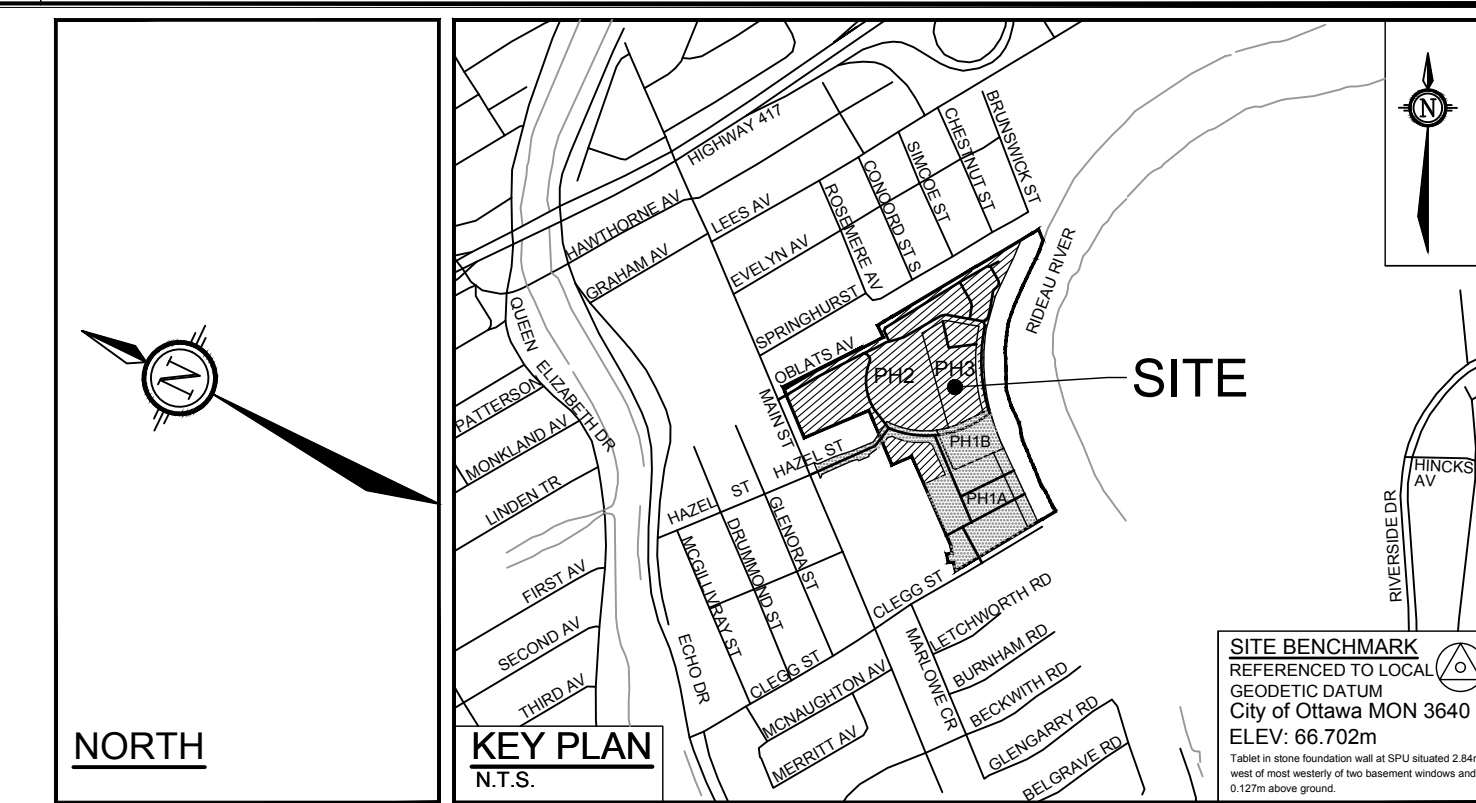 N
NORTH
HIGHWAY 417
HAWTHORNE AV
GRAHAM AV
LEES AV
EVELYN AV
SPRINGHURST
OBLATS AV
ROSEMERE AV
CONCORD ST S
SIMCOE ST
CHESTNUT ST
BRUNSWICK ST
RIDEAU RIVER
QUEEN ELIZABETH DR
PATTERSON
MONKLAND AV
LINDEN TR
FIRST AV
SECOND AV
THIRD AV
MAIN ST
HAZEL ST
HAZEL ST
GLENORA ST
DRUMMOND ST
MCGILLIVRAY ST
ECHO DR
CLEGG ST
CLEGG ST
MCNAUGHTON AV
MERRITT AV
MARLOWE CR
LETCHWORTH RD
BURNHAM RD
BECKWITH RD
GLENGARRY RD
BELGRAVE RD
PH2
PH3
PH1B
PH1A
SITE
KEY PLAN
N.T.S.
N
HINCKS
AV
RIVERSIDE DR
SITE BENCHMARK
REFERENCED TO LOCAL
GEODETIC DATUM
City of Ottawa MON 3640
ELEV: 66.702m
Tablet in stone foundation wall at SPU situated 2.84m
west of most westerly of two basement windows and
0.127m above ground.